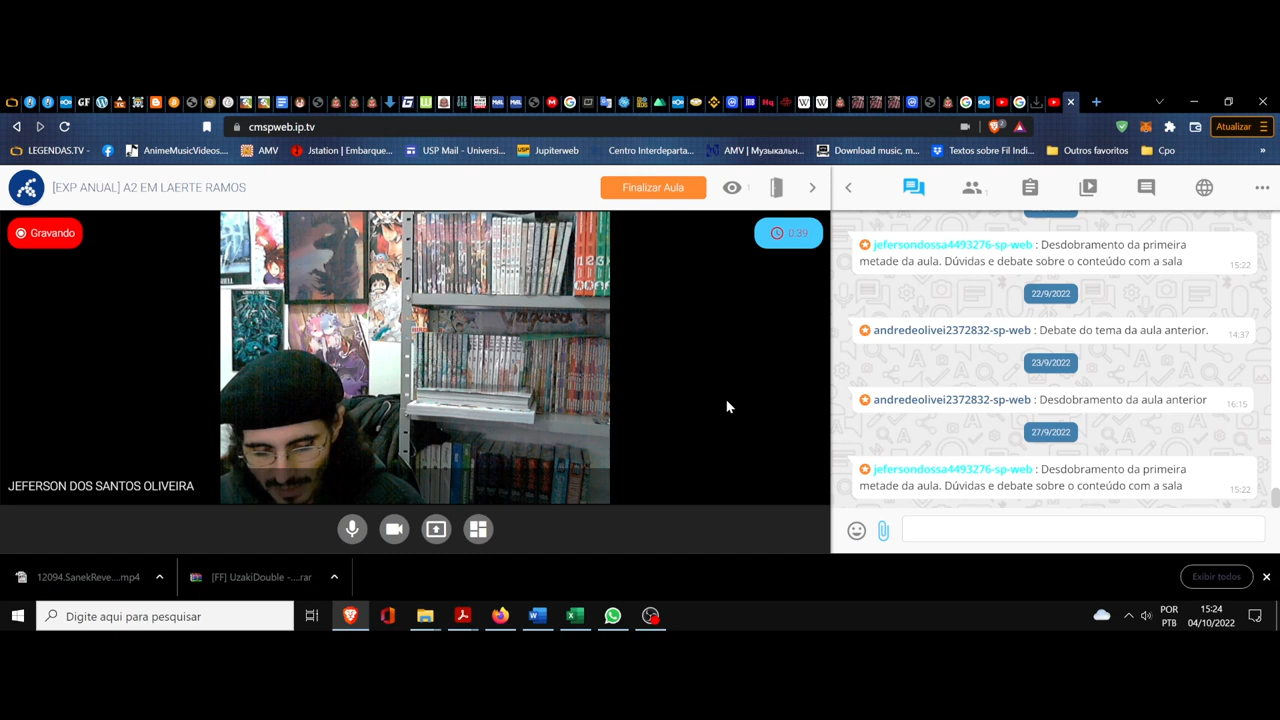 cmspweb.ip.tv
Atualizar
LEGENDAS.TV -
AnimeMusicVideos....
AMV
Jstation | Embarque...
USP Mail - Universi...
Jupiterweb
Centro Interdeparta...
AMV | Музыкальн...
Download music, m...
Textos sobre Fil Indi...
Outros favoritos
Cpo
[EXP ANUAL] A2 EM LAERTE RAMOS
Finalizar Aula
1
1
Gravando
0:39
JEFERSON DOS SANTOS OLIVEIRA
jefersondossa4493276-sp-web : Desdobramento da primeira
metade da aula. Dúvidas e debate sobre o conteúdo com a sala
15:22
22/9/2022
andredeolivei2372832-sp-web : Debate do tema da aula anterior.
14:37
23/9/2022
andredeolivei2372832-sp-web : Desdobramento da aula anterior
16:15
27/9/2022
jefersondossa4493276-sp-web : Desdobramento da primeira
metade da aula. Dúvidas e debate sobre o conteúdo com a sala
15:22
12094.SanekReve....mp4
[FF] UzakiDouble -....rar
Exibir todos
Digite aqui para pesquisar
POR
PTB
15:24
04/10/2022